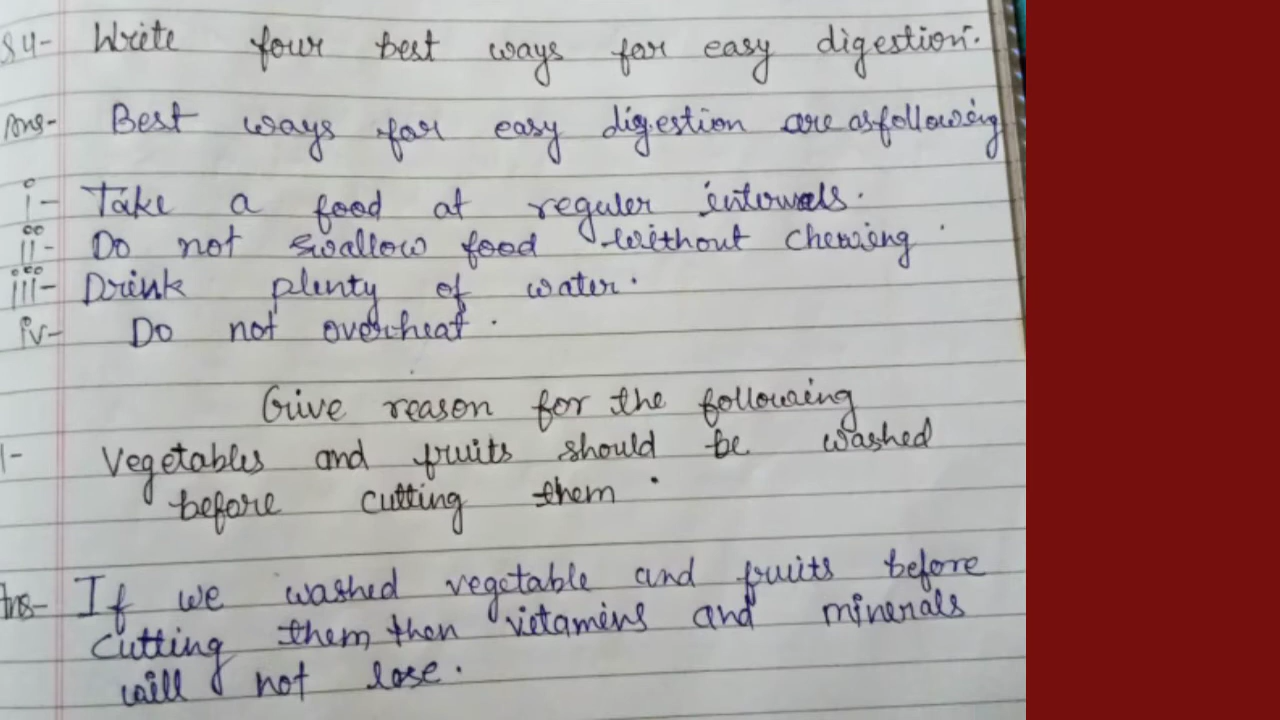 84- Write four best ways for easy digestion.
Ans- Best ways for easy digestion are as following
i- Take a food at reguler intervals.
ii- Do not swallow food without chewing.
iii- Drink plenty of water.
iv- Do not overheat.
Give reason for the following
1- Vegetables and fruits should be washed
before cutting them.
Ans- If we washed vegetable and fruits before
cutting them then vitamins and minerals
will not lose.